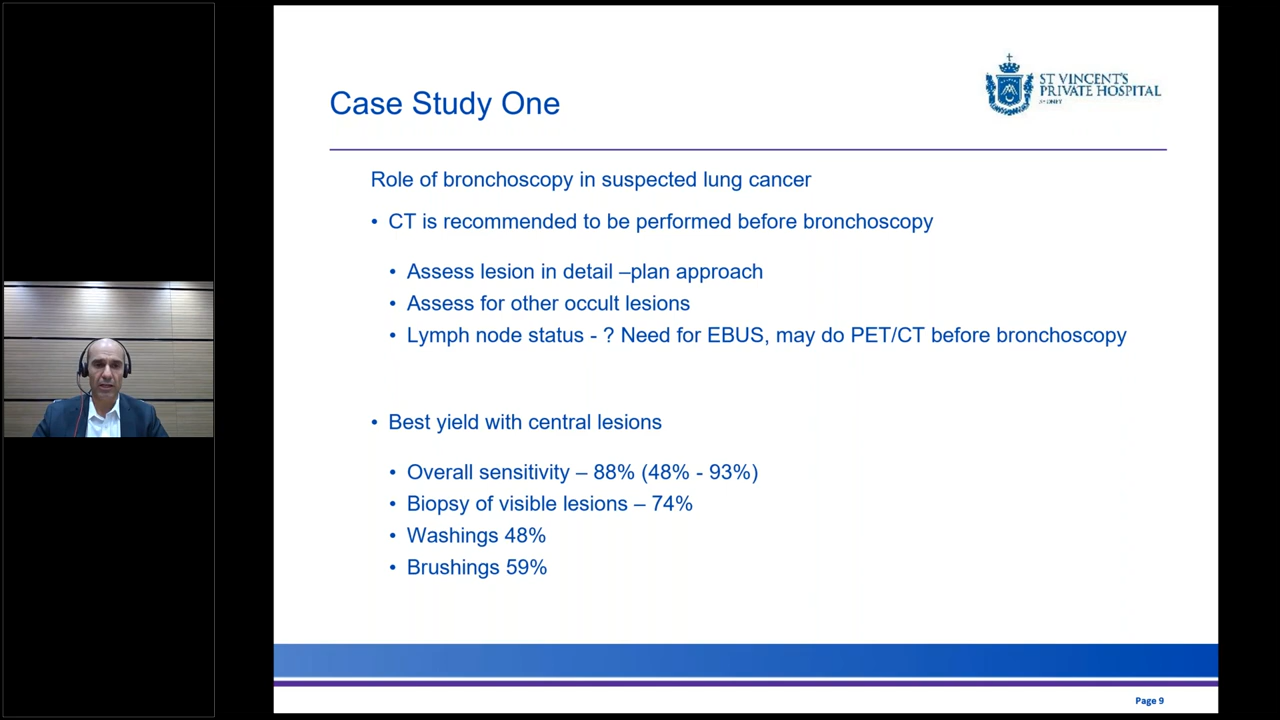 ST VINCENT'S
PRIVATE HOSPITAL
SYDNEY
Case Study One
Role of bronchoscopy in suspected lung cancer
• CT is recommended to be performed before bronchoscopy
• Assess lesion in detail –plan approach
• Assess for other occult lesions
• Lymph node status - ? Need for EBUS, may do PET/CT before bronchoscopy
• Best yield with central lesions
• Overall sensitivity – 88% (48% - 93%)
• Biopsy of visible lesions – 74%
• Washings 48%
• Brushings 59%
Page 9